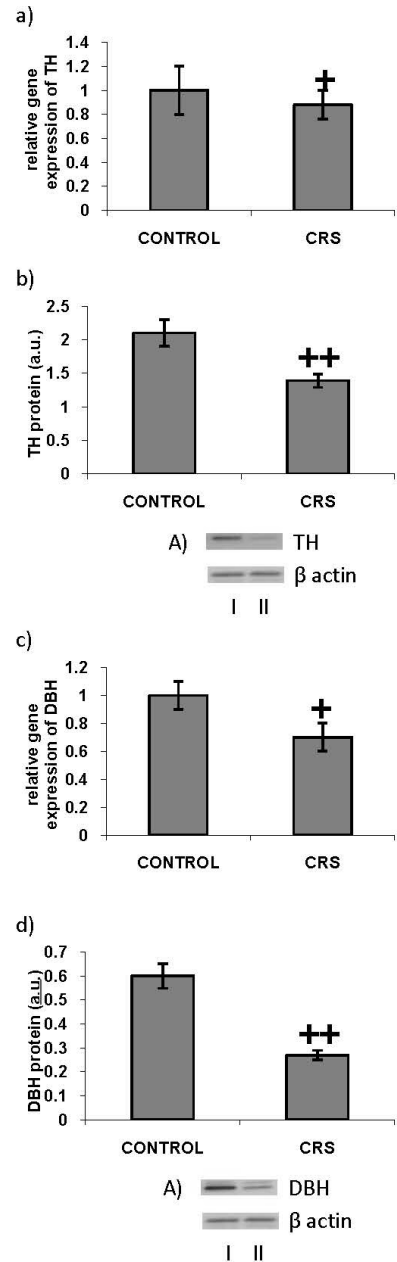 a)
relative gene
expression of TH
1.4
1.2
1
0.8
0.6
0.4
0.2
0
+
CONTROL CRS
b)
TH protein (a.u.)
2.5
2
1.5
1
0.5
0
++
CONTROL CRS
A) TH
β actin
I II
c)
relative gene
expression of DBH
1.2
1
0.8
0.6
0.4
0.2
0
+
CONTROL CRS
d)
DBH protein (a.u.)
0.7
0.6
0.5
0.4
0.3
0.2
0.1
0
++
CONTROL CRS
A) DBH
β actin
I II